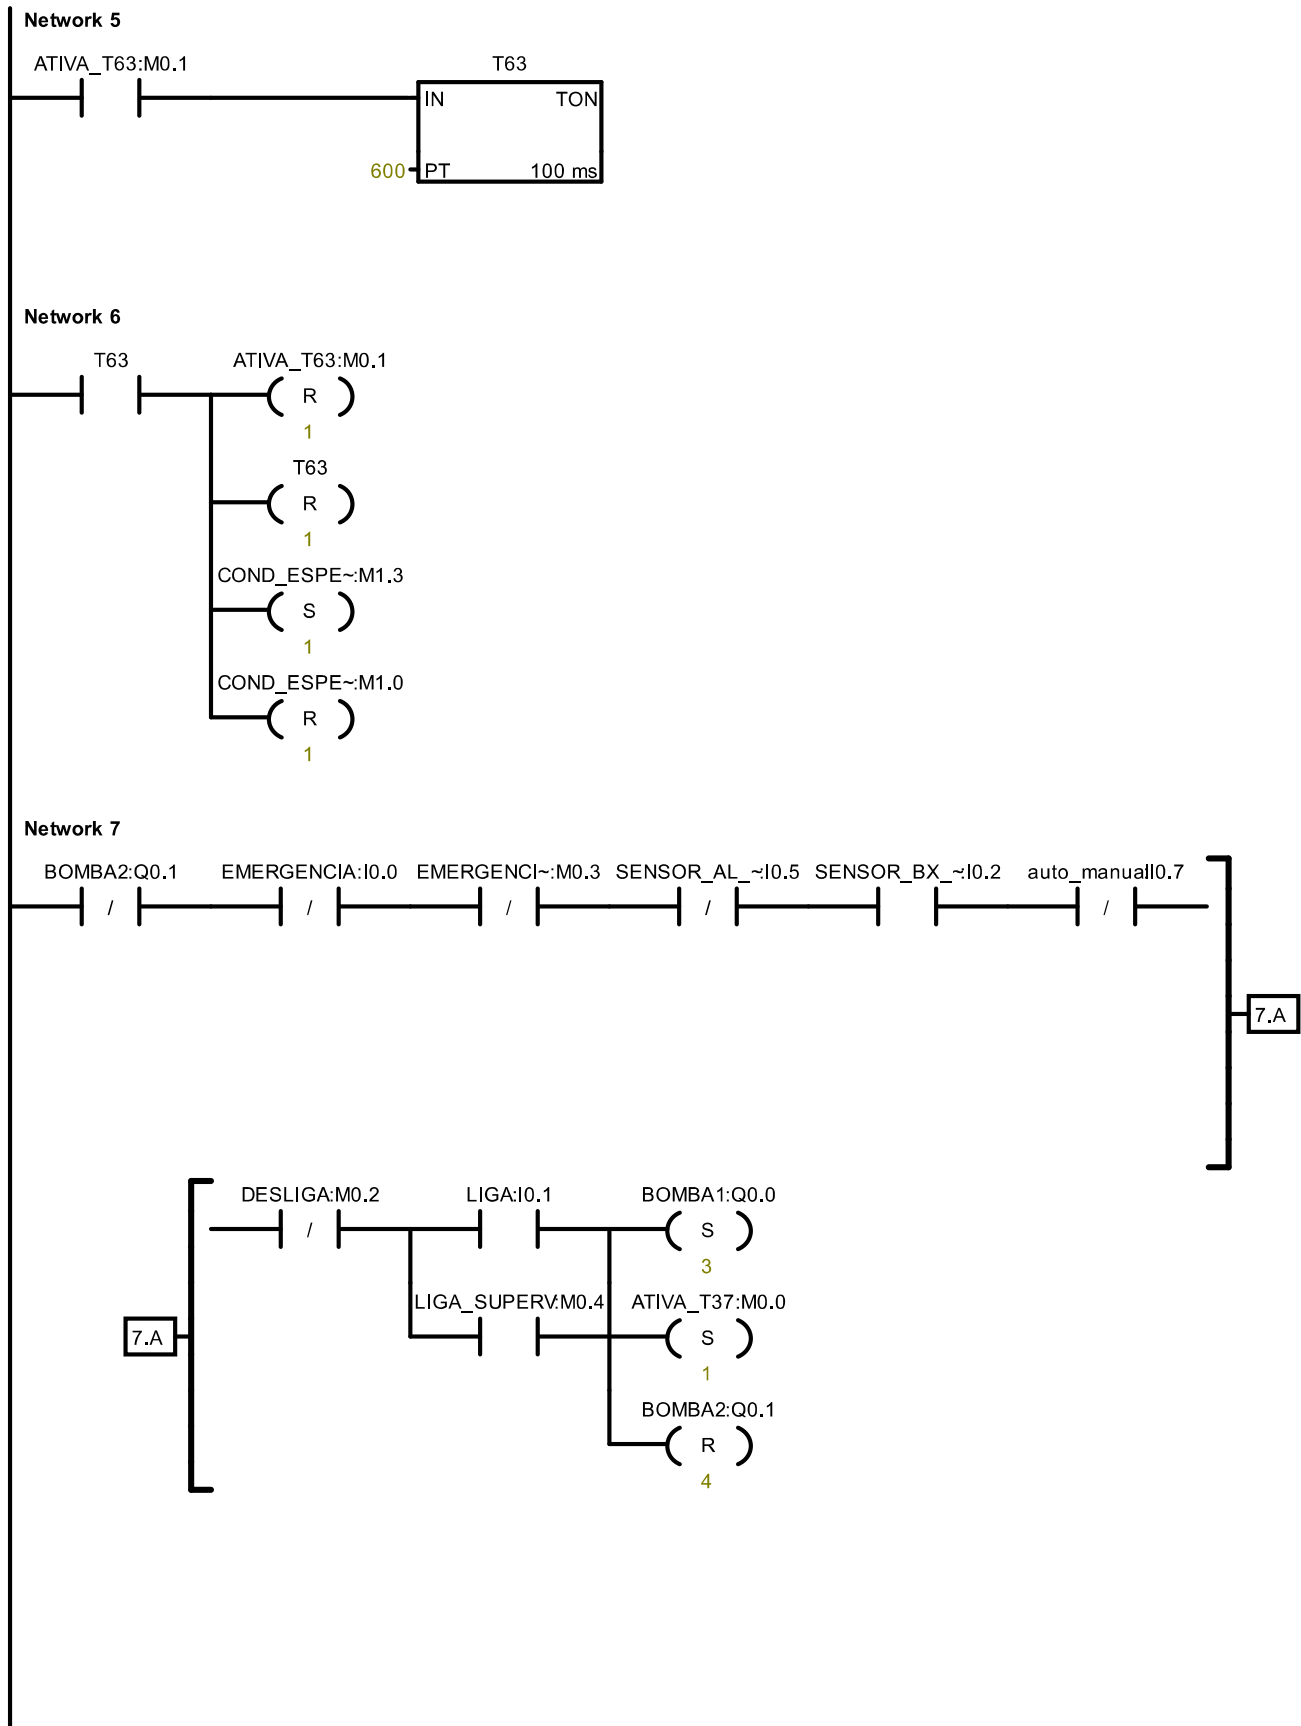 Network 5
ATIVA_T63:M0.1
T63
IN TON
600 PT 100 ms
Network 6
T63
ATIVA_T63:M0.1
R
1
T63
R
1
COND_ESPE~:M1.3
S
1
COND_ESPE~:M1.0
R
1
Network 7
BOMBA2:Q0.1 EMERGENCIA:I0.0 EMERGENCI~:M0.3 SENSOR_AL_~:I0.5 SENSOR_BX_~:I0.2 auto_manual:I0.7
/ / / / /
7.A
DESLIGA:M0.2 LIGA:I0.1 BOMBA1:Q0.0
/ S
3
LIGA_SUPERV:M0.4 ATIVA_T37:M0.0
7.A S
1
BOMBA2:Q0.1
R
4